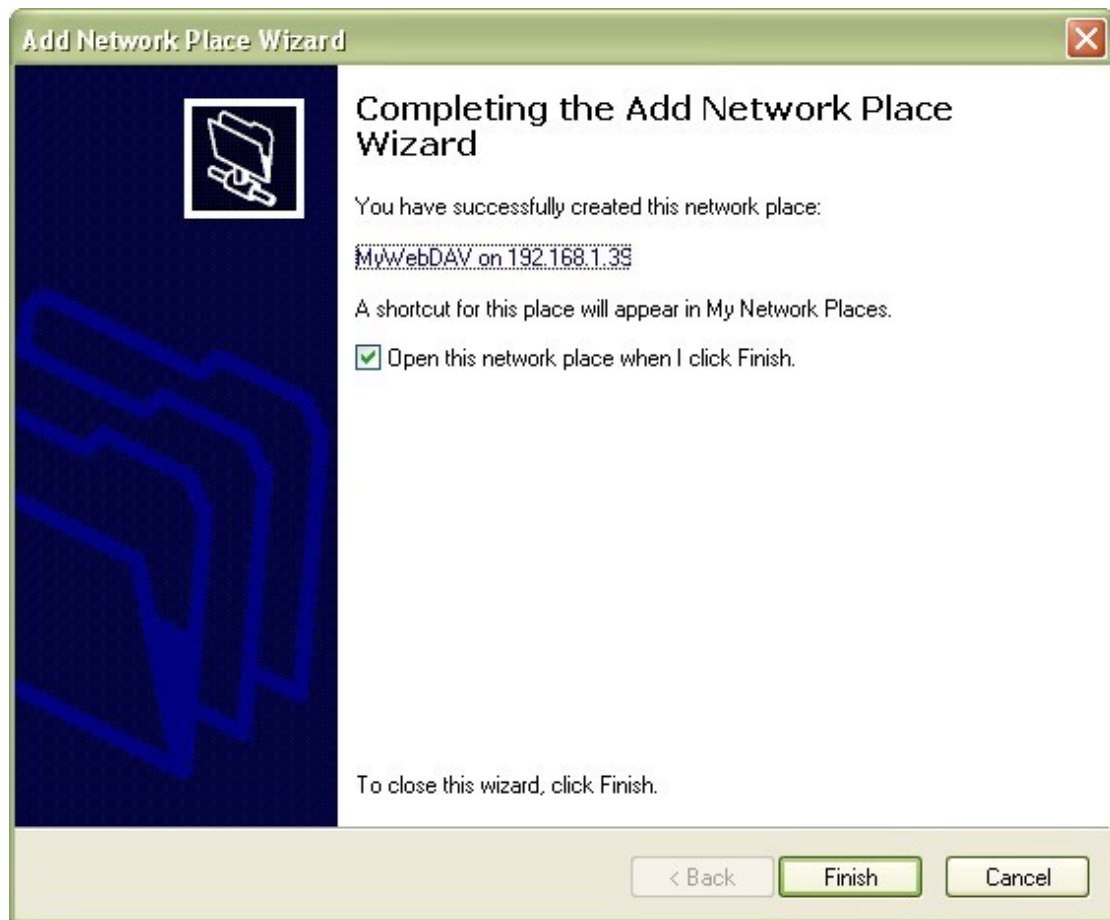 Add Network Place Wizard
Completing the Add Network Place
Wizard
You have successfully created this network place:
MyWebDAV on 192.168.1.39
A shortcut for this place will appear in My Network Places.
Open this network place when I click Finish.
To close this wizard, click Finish.
< Back Finish Cancel